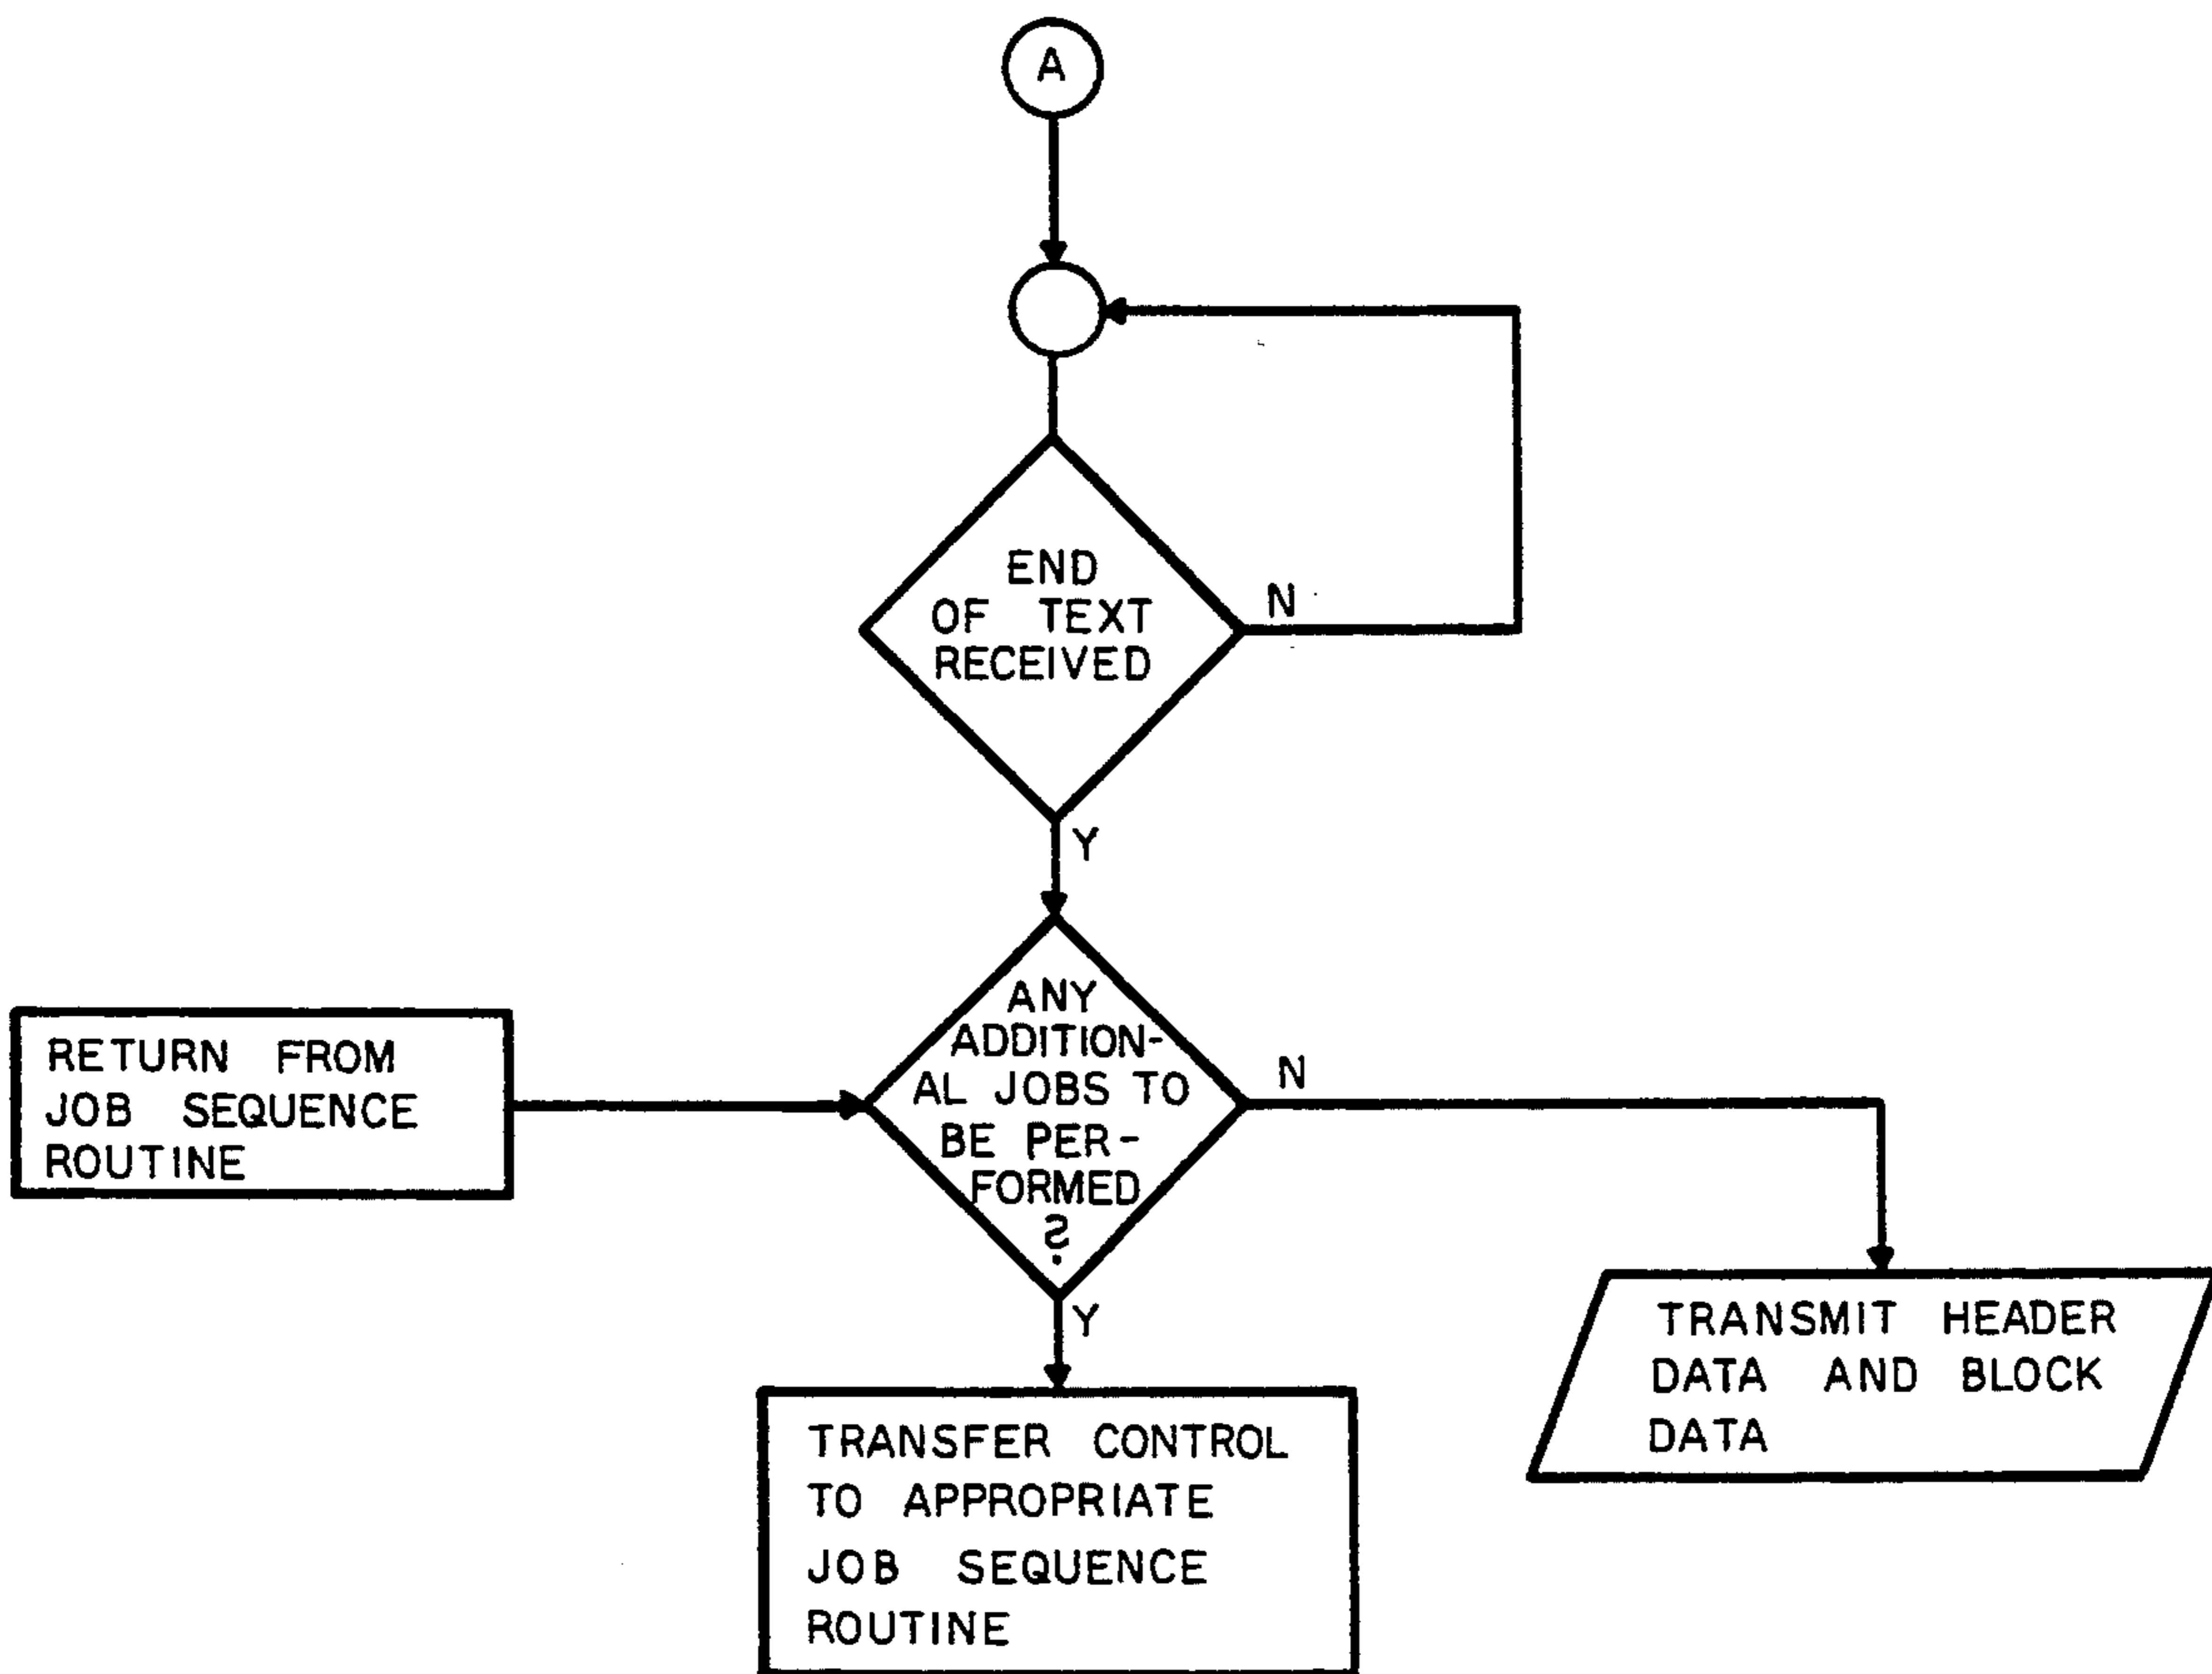 A
END
OF TEXT
RECEIVED
N
Y
ANY
ADDITION-
AL JOBS TO
BE PER-
FORMED
?
N
Y
RETURN FROM
JOB SEQUENCE
ROUTINE
TRANSMIT HEADER
DATA AND BLOCK
DATA
TRANSFER CONTROL
TO APPROPRIATE
JOB SEQUENCE
ROUTINE